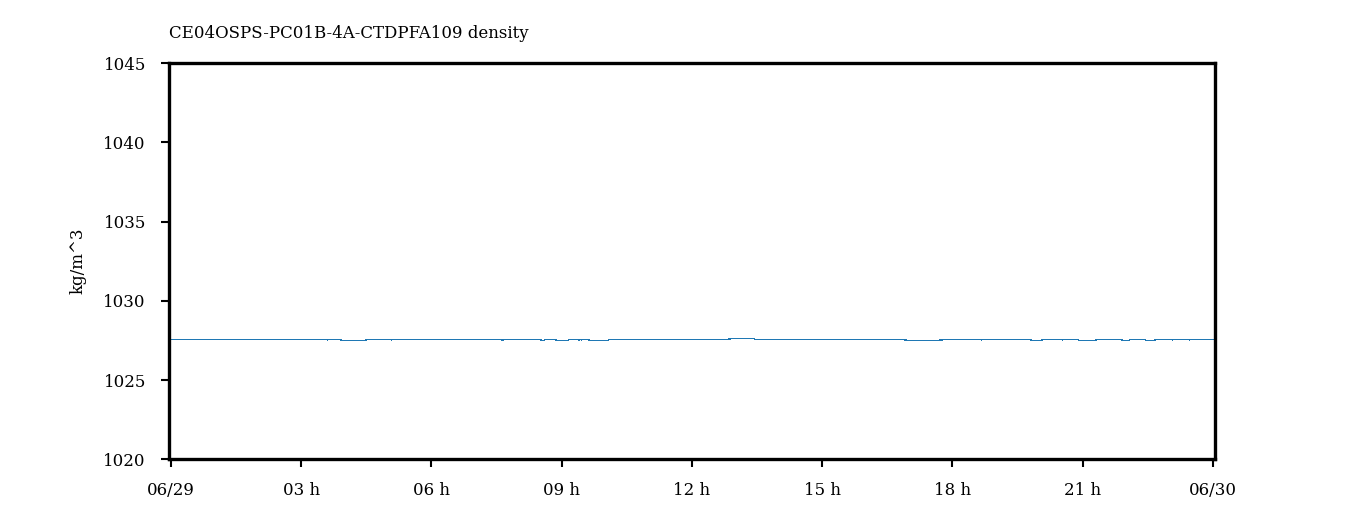 CE04OSPS-PC01B-4A-CTDPFA109 density
1045
1040
1035
1030
1025
1020
kg/m^3
06/29
03 h
06 h
09 h
12 h
15 h
18 h
21 h
06/30